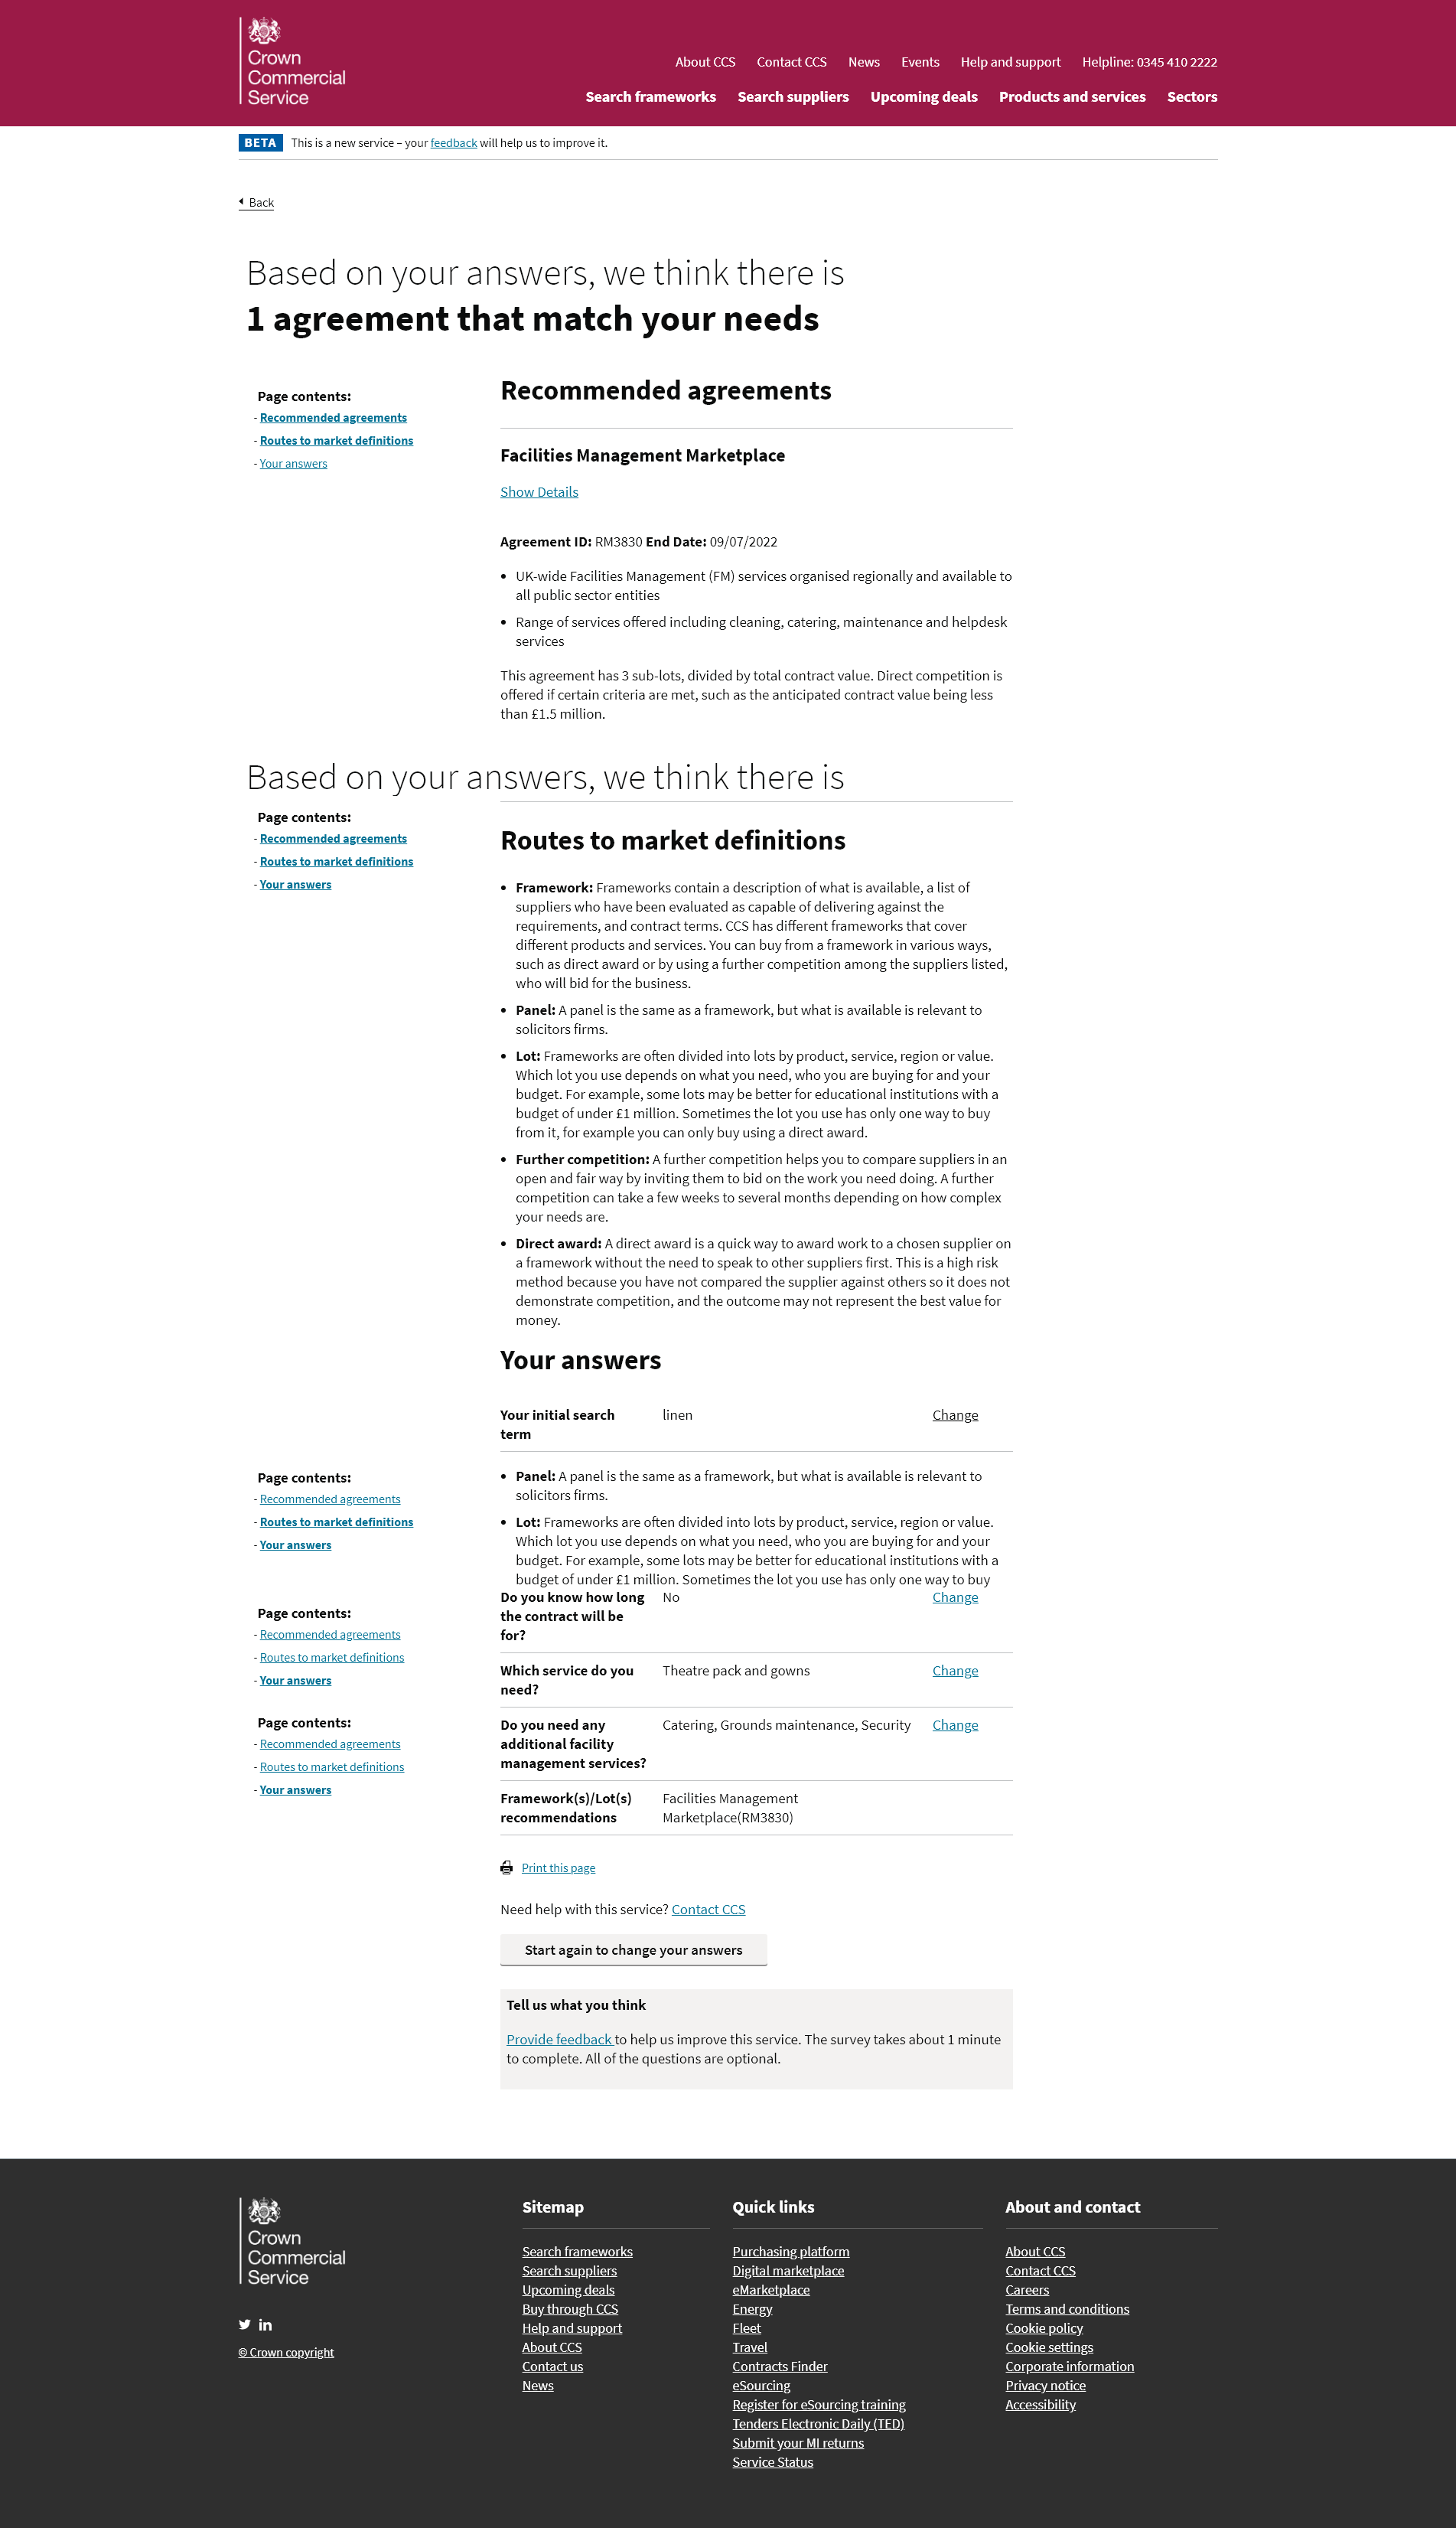 Crown
Commercial
Service
About CCS Contact CCS News Events Help and support Helpline: 0345 410 2222
Search frameworks Search suppliers Upcoming deals Products and services Sectors
BETA This is a new service – your feedback will help us to improve it.
Back
Based on your answers, we think there is
1 agreement that match your needs
Page contents:
- Recommended agreements
- Routes to market definitions
- Your answers
Recommended agreements
Facilities Management Marketplace
Show Details
Agreement ID: RM3830 End Date: 09/07/2022
• UK-wide Facilities Management (FM) services organised regionally and available to
all public sector entities
• Range of services offered including cleaning, catering, maintenance and helpdesk
services
This agreement has 3 sub-lots, divided by total contract value. Direct competition is
offered if certain criteria are met, such as the anticipated contract value being less
than £1.5 million.
Based on your answers, we think there is
Page contents:
- Recommended agreements
- Routes to market definitions
- Your answers
Routes to market definitions
• Framework: Frameworks contain a description of what is available, a list of
suppliers who have been evaluated as capable of delivering against the
requirements, and contract terms. CCS has different frameworks that cover
different products and services. You can buy from a framework in various ways,
such as direct award or by using a further competition among the suppliers listed,
who will bid for the business.
• Panel: A panel is the same as a framework, but what is available is relevant to
solicitors firms.
• Lot: Frameworks are often divided into lots by product, service, region or value.
Which lot you use depends on what you need, who you are buying for and your
budget. For example, some lots may be better for educational institutions with a
budget of under £1 million. Sometimes the lot you use has only one way to buy
from it, for example you can only buy using a direct award.
• Further competition: A further competition helps you to compare suppliers in an
open and fair way by inviting them to bid on the work you need doing. A further
competition can take a few weeks to several months depending on how complex
your needs are.
• Direct award: A direct award is a quick way to award work to a chosen supplier on
a framework without the need to speak to other suppliers first. This is a high risk
method because you have not compared the supplier against others so it does not
demonstrate competition, and the outcome may not represent the best value for
money.
Your answers
Your initial search linen Change
term
Page contents:
- Recommended agreements
- Routes to market definitions
- Your answers
• Panel: A panel is the same as a framework, but what is available is relevant to
solicitors firms.
• Lot: Frameworks are often divided into lots by product, service, region or value.
Which lot you use depends on what you need, who you are buying for and your
budget. For example, some lots may be better for educational institutions with a
budget of under £1 million. Sometimes the lot you use has only one way to buy
Page contents:
- Recommended agreements
- Routes to market definitions
- Your answers
Do you know how long No Change
the contract will be
for?
Which service do you Theatre pack and gowns Change
need?
Page contents:
- Recommended agreements
- Routes to market definitions
- Your answers
Do you need any Catering, Grounds maintenance, Security Change
additional facility
management services?
Framework(s)/Lot(s) Facilities Management
recommendations Marketplace(RM3830)
Print this page
Need help with this service? Contact CCS
Start again to change your answers
Tell us what you think
Provide feedback to help us improve this service. The survey takes about 1 minute
to complete. All of the questions are optional.
Crown
Commercial
Service
© Crown copyright
Sitemap
Search frameworks
Search suppliers
Upcoming deals
Buy through CCS
Help and support
About CCS
Contact us
News
Quick links
Purchasing platform
Digital marketplace
eMarketplace
Energy
Fleet
Travel
Contracts Finder
eSourcing
Register for eSourcing training
Tenders Electronic Daily (TED)
Submit your MI returns
Service Status
About and contact
About CCS
Contact CCS
Careers
Terms and conditions
Cookie policy
Cookie settings
Corporate information
Privacy notice
Accessibility